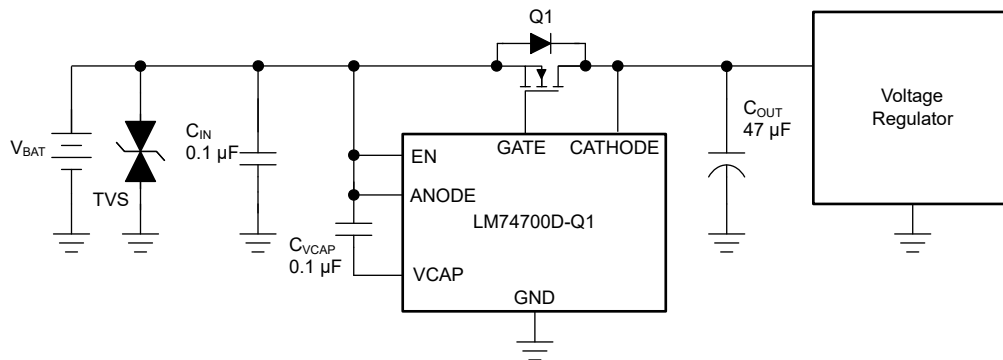 Q1
V_BAT
TVS
C_IN
0.1 µF
EN
ANODE
C_VCAP
0.1 µF
VCAP
GATE
CATHODE
LM74700D-Q1
GND
C_OUT
47 µF
Voltage
Regulator